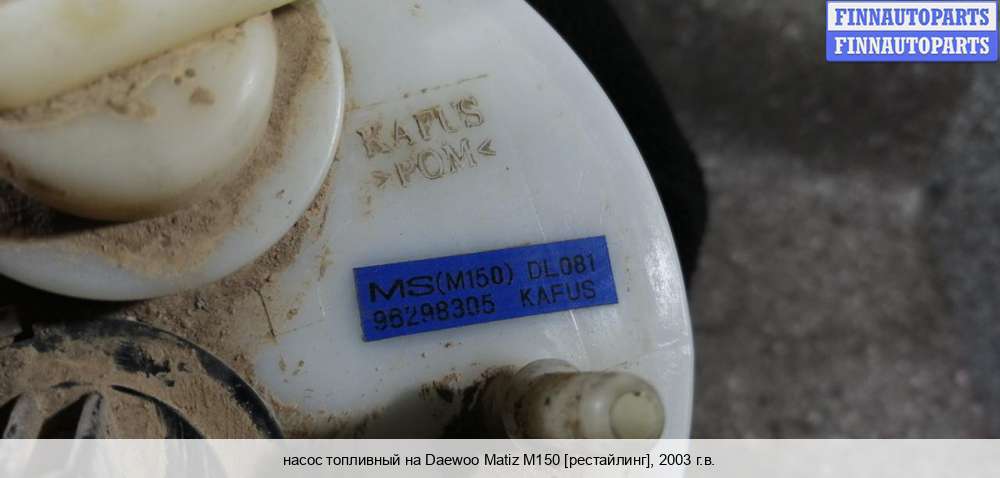 FINNAUTOPARTS
FINNAUTOPARTS
KAFUS
>POM<
MS(M150) DL081
96298305 KAFUS
насос топливный на Daewoo Matiz M150 [рестайлинг], 2003 г.в.